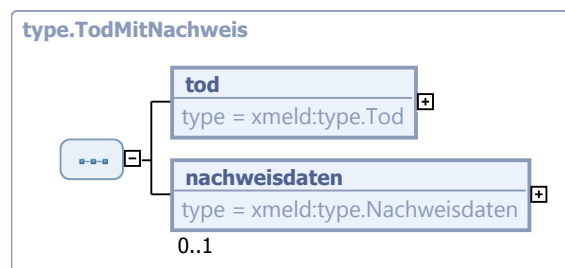 type.TodMitNachweis
tod
type = xmeld:type.Tod
nachweisdaten
type = xmeld:type.Nachweisdaten
0..1